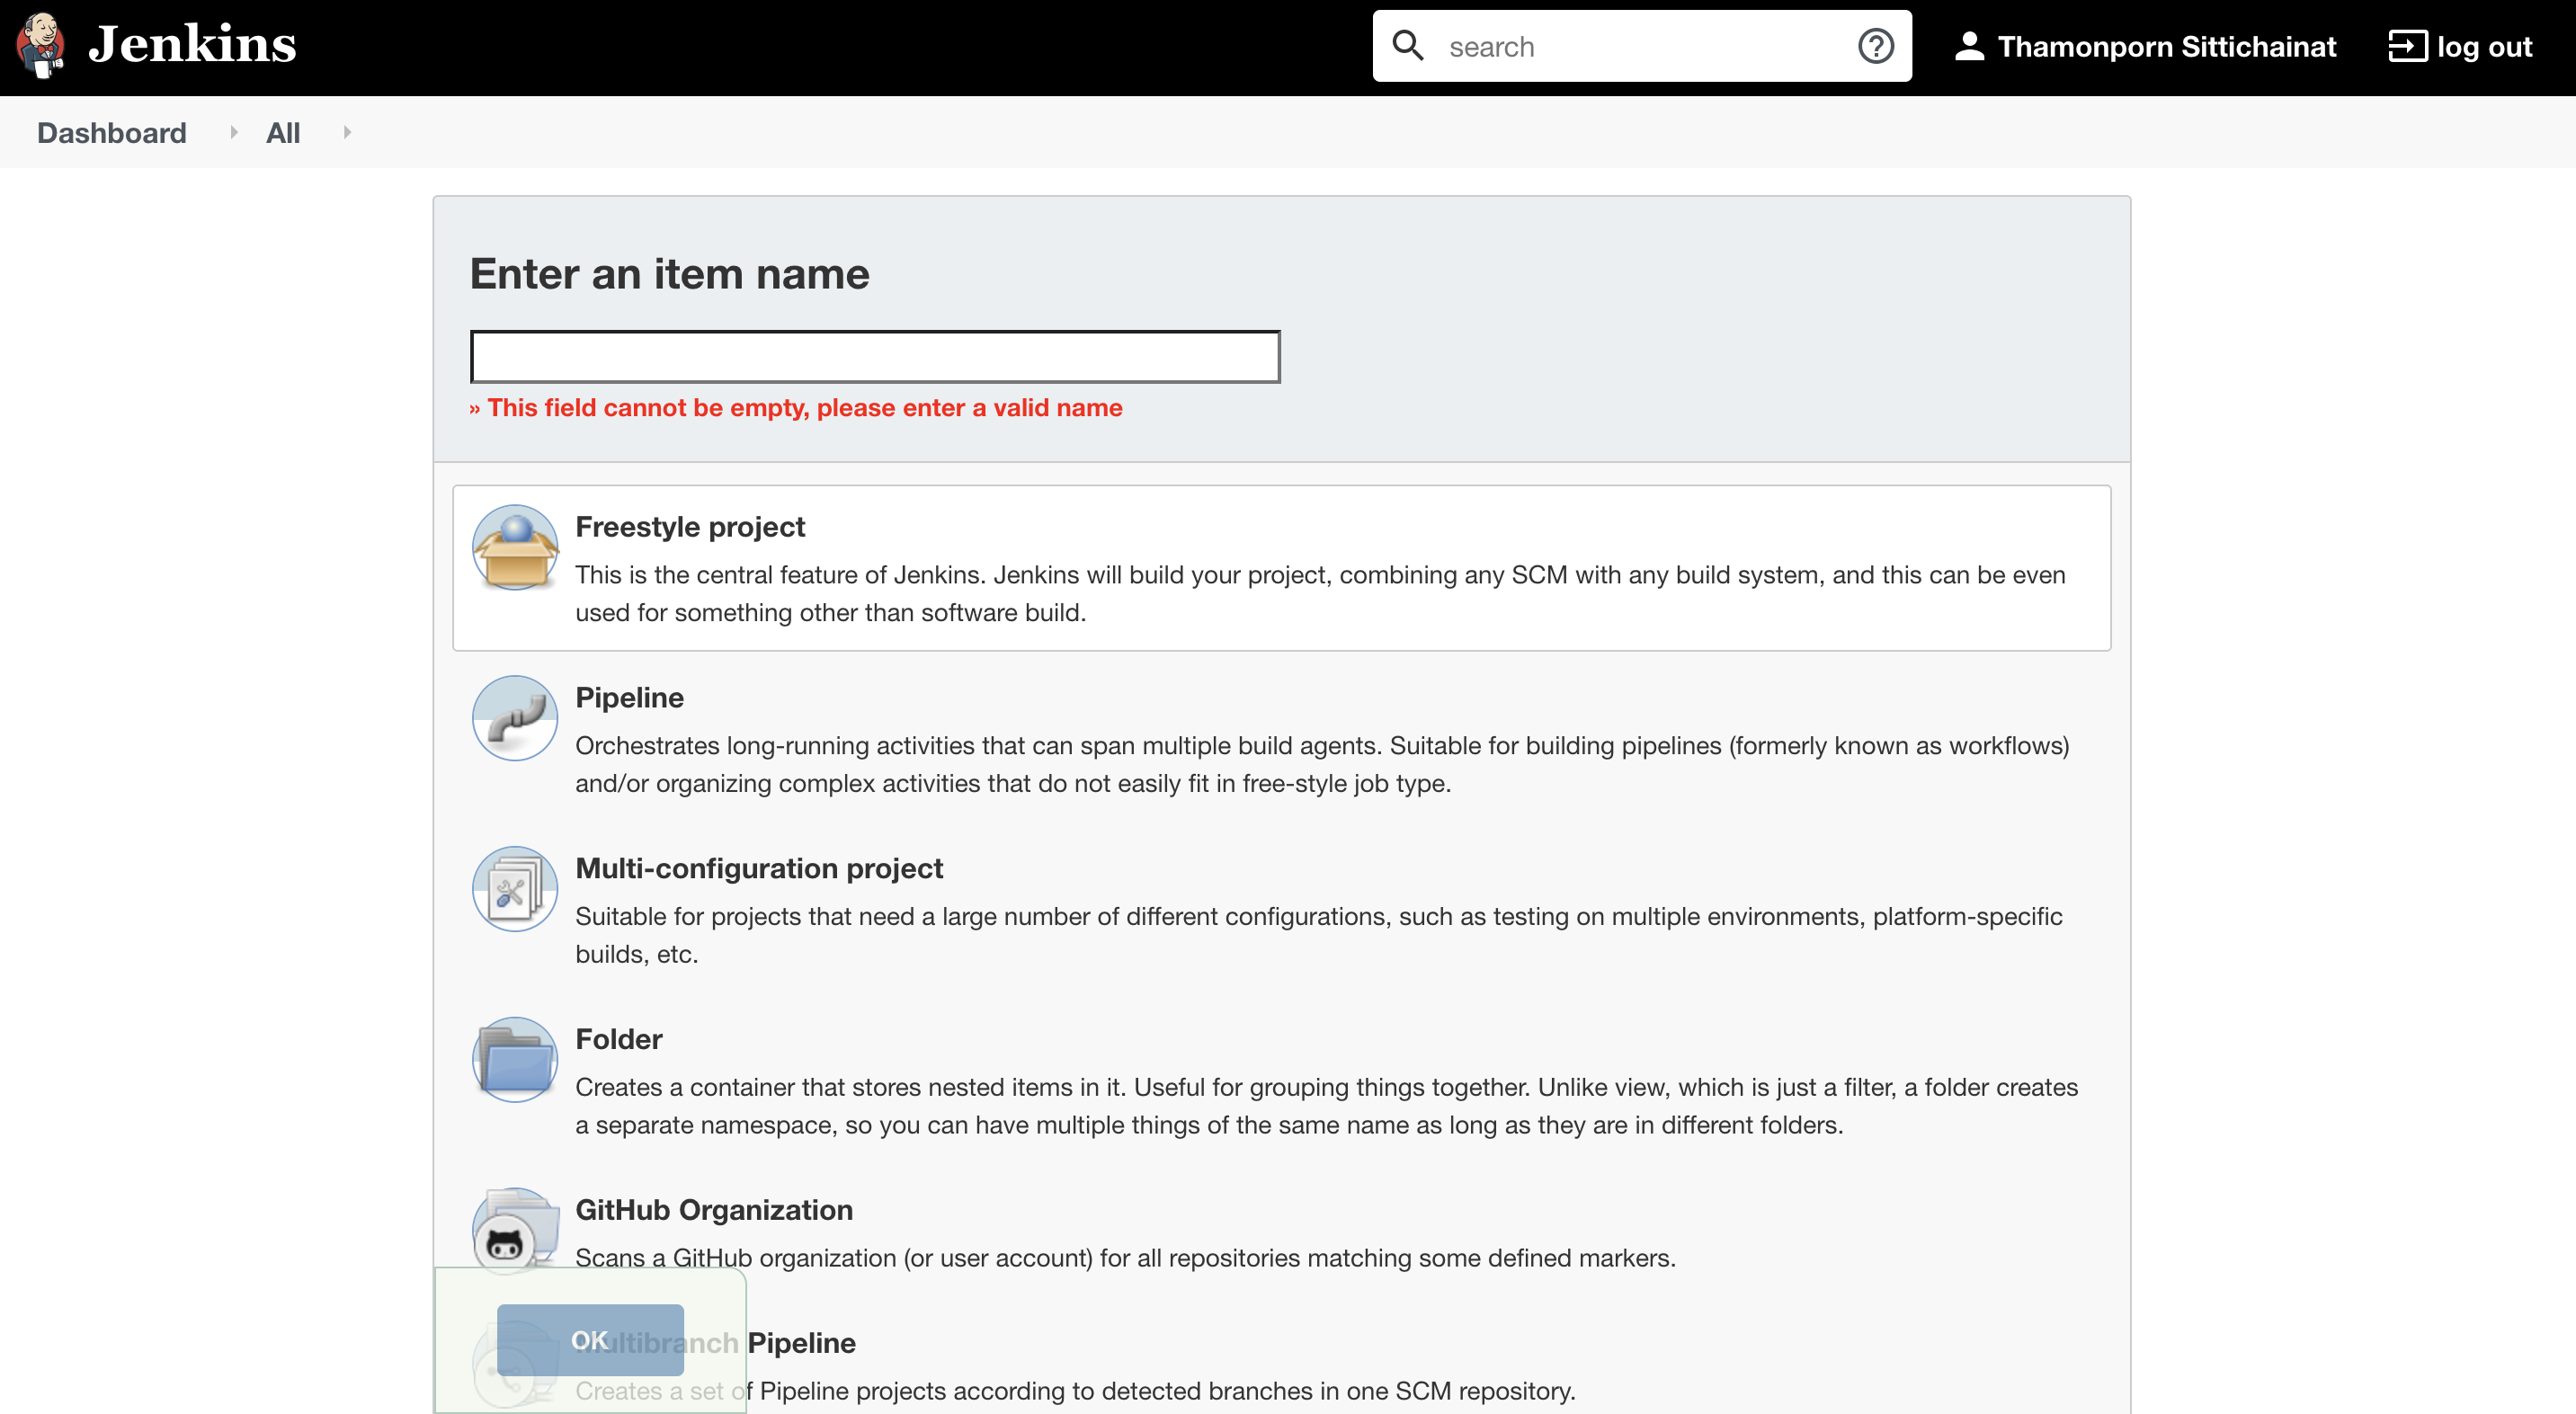 Jenkins
search
Thamonporn Sittichainat
log out
Dashboard
All
Enter an item name
» This field cannot be empty, please enter a valid name
Freestyle project
This is the central feature of Jenkins. Jenkins will build your project, combining any SCM with any build system, and this can be even
used for something other than software build.
Pipeline
Orchestrates long-running activities that can span multiple build agents. Suitable for building pipelines (formerly known as workflows)
and/or organizing complex activities that do not easily fit in free-style job type.
Multi-configuration project
Suitable for projects that need a large number of different configurations, such as testing on multiple environments, platform-specific
builds, etc.
Folder
Creates a container that stores nested items in it. Useful for grouping things together. Unlike view, which is just a filter, a folder creates
a separate namespace, so you can have multiple things of the same name as long as they are in different folders.
GitHub Organization
Scans a GitHub organization (or user account) for all repositories matching some defined markers.
OK
Multibranch Pipeline
Creates a set of Pipeline projects according to detected branches in one SCM repository.